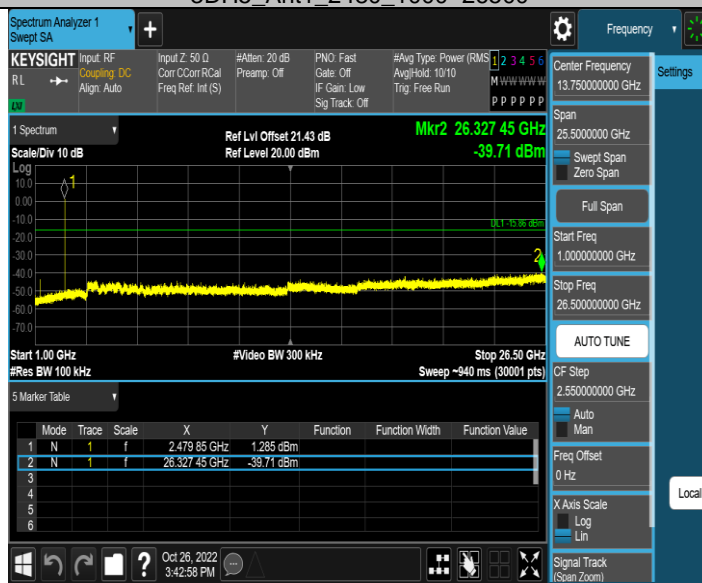 Spectrum Analyzer 1
Swept SA
Frequency
KEYSIGHT
RL
Input: RF
Coupling: DC
Align: Auto
Input Z: 50 Ω
Corr CCorr RCal
Freq Ref: Int (S)
#Atten: 20 dB
Preamp: Off
PNO: Fast
Gate: Off
IF Gain: Low
Sig Track: Off
#Avg Type: Power (RMS
Avg|Hold: 10/10
Trig: Free Run
1 2 3 4 5 6
M W W W W W
P P P P P P
1 Spectrum
Scale/Div 10 dB
Ref Lvl Offset 21.43 dB
Ref Level 20.00 dBm
Mkr2 26.327 45 GHz
-39.71 dBm
Log
10.0
0.00
-10.0
-20.0
-30.0
-40.0
-50.0
-60.0
-70.0
1
DL1 -15.86 dBm
2
Start 1.00 GHz
#Res BW 100 kHz
#Video BW 300 kHz
Stop 26.50 GHz
Sweep ~940 ms (30001 pts)
5 Marker Table
Mode Trace Scale X Y Function Function Width Function Value
1 N 1 f 2.479 85 GHz 1.285 dBm
2 N 1 f 26.327 45 GHz -39.71 dBm
3
4
5
6
Oct 26, 2022
3:42:58 PM
Center Frequency
13.750000000 GHz
Settings
Span
25.5000000 GHz
Swept Span
Zero Span
Full Span
Start Freq
1.000000000 GHz
Stop Freq
26.500000000 GHz
AUTO TUNE
CF Step
2.550000000 GHz
Auto
Man
Freq Offset
0 Hz
Local
X Axis Scale
Log
Lin
Signal Track
(Span Zoom)